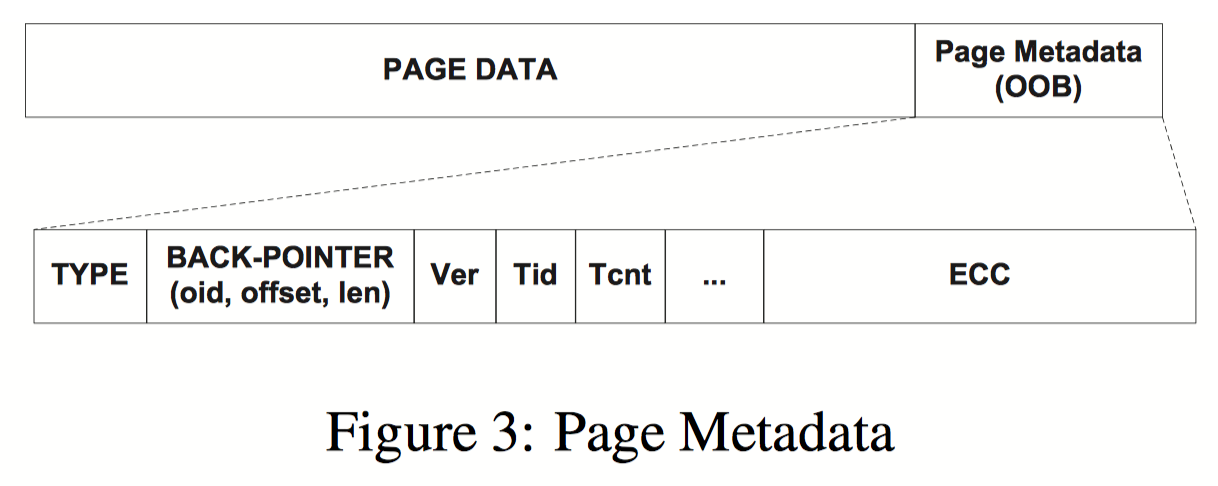 PAGE DATA
Page Metadata
(OOB)
TYPE
BACK-POINTER
(oid, offset, len)
Ver
Tid
Tcnt
...
ECC
Figure 3: Page Metadata